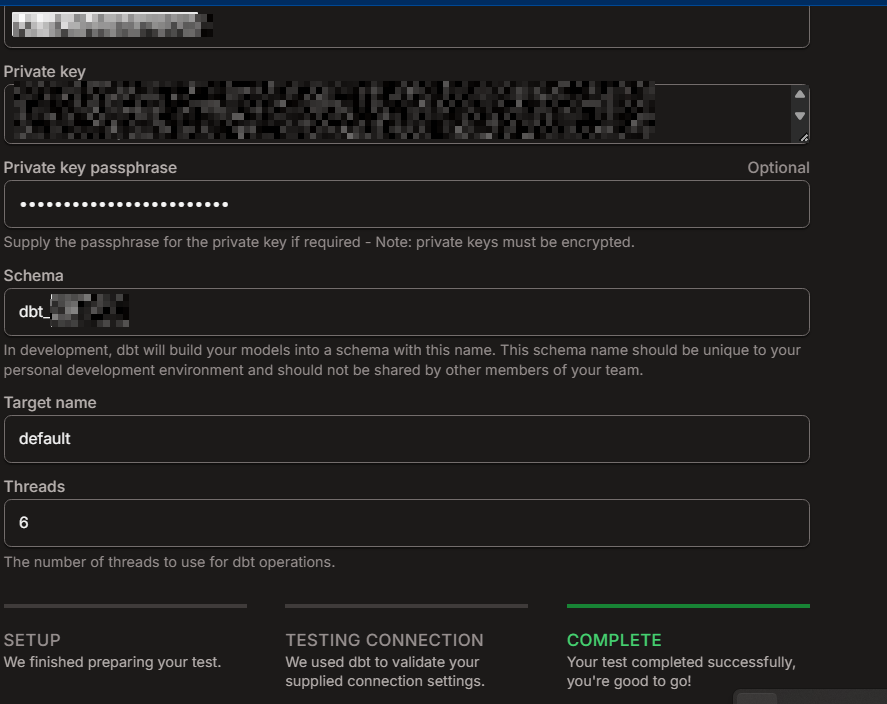 Private key
Private key passphrase Optional
••••••••••••••••••••••••
Supply the passphrase for the private key if required - Note: private keys must be encrypted.
Schema
dbt_
In development, dbt will build your models into a schema with this name. This schema name should be unique to your
personal development environment and should not be shared by other members of your team.
Target name
default
Threads
6
The number of threads to use for dbt operations.
SETUP
We finished preparing your test.
TESTING CONNECTION
We used dbt to validate your
supplied connection settings.
COMPLETE
Your test completed successfully,
you're good to go!